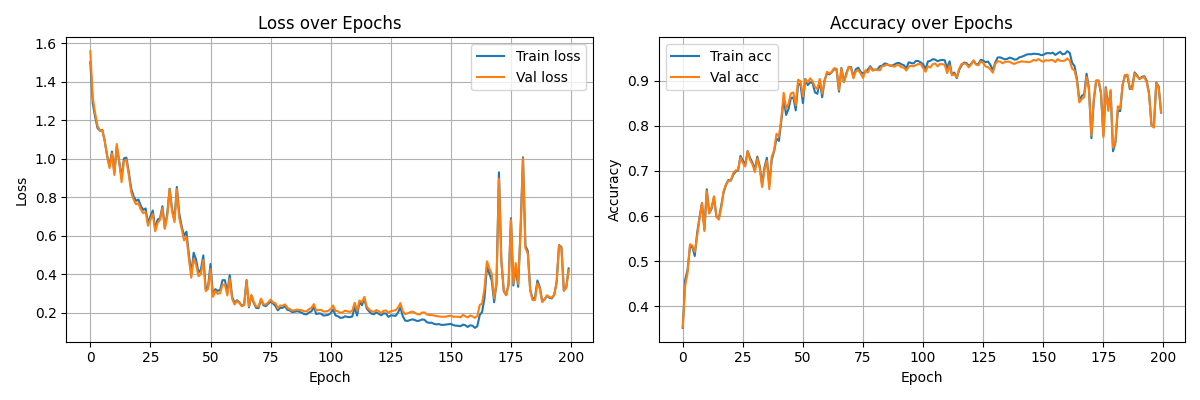 Loss over Epochs
Loss
1.6
1.4
1.2
1.0
0.8
0.6
0.4
0.2
Train loss
Val loss
0 25 50 75 100 125 150 175 200
Epoch
Accuracy over Epochs
Accuracy
0.9
0.8
0.7
0.6
0.5
0.4
Train acc
Val acc
0 25 50 75 100 125 150 175 200
Epoch